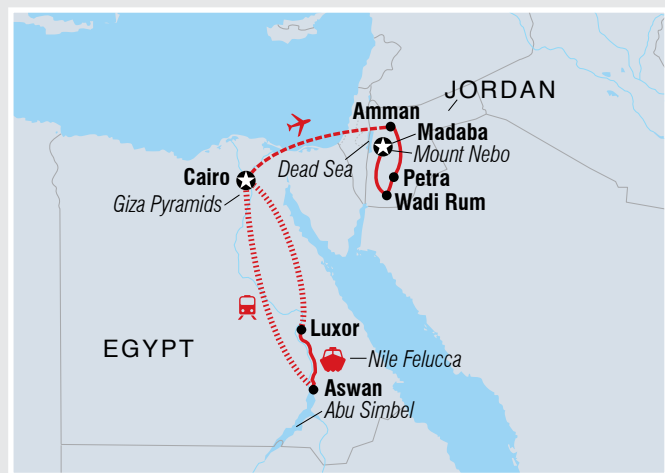 JORDAN
Amman
Madaba
Mount Nebo
Dead Sea
Petra
Wadi Rum
Cairo
Giza Pyramids
Luxor
EGYPT
Nile Felucca
Aswan
Abu Simbel